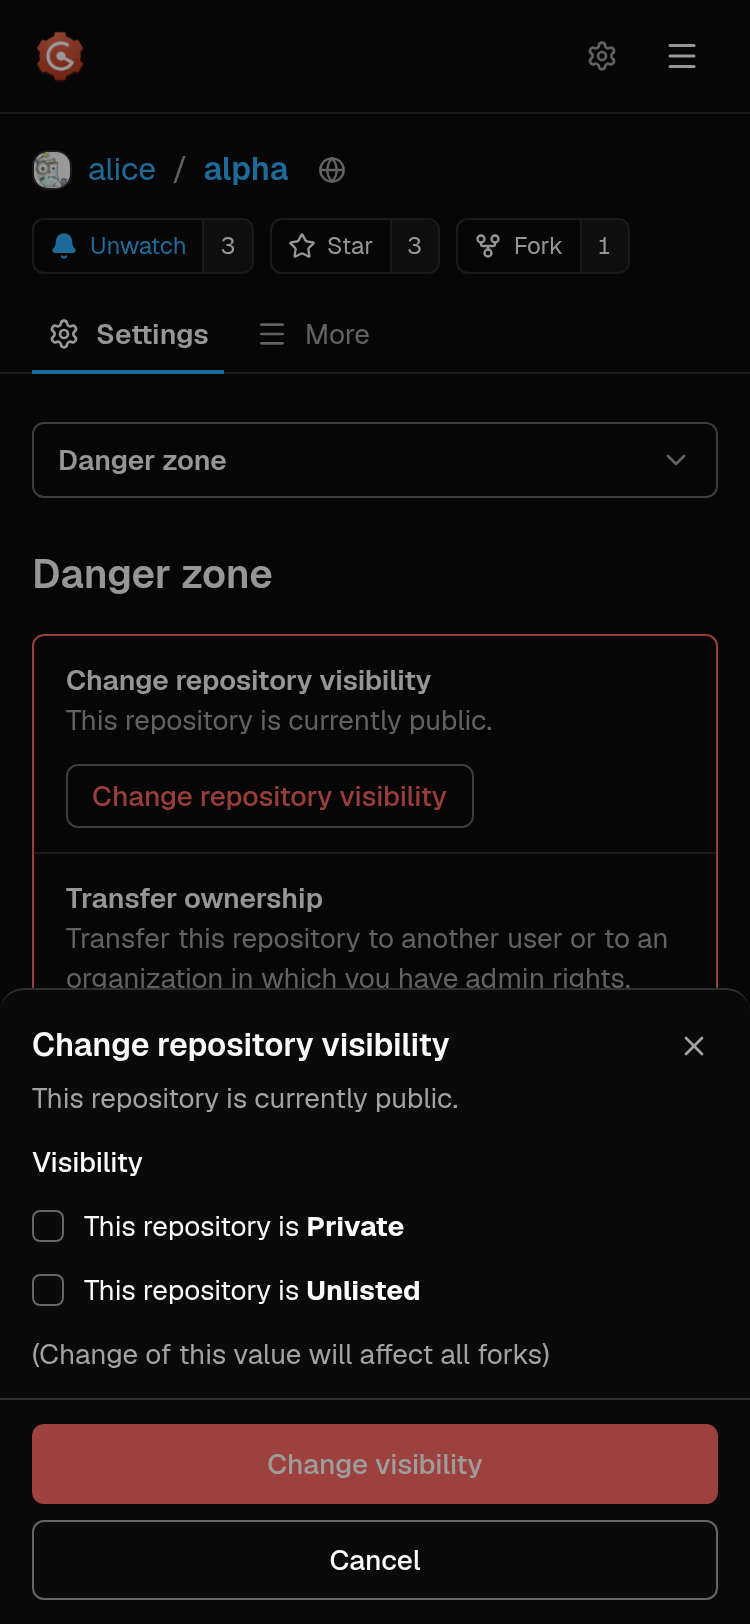 alice / alpha
Unwatch 3 Star 3 Fork 1
Settings More
Danger zone
Danger zone
Change repository visibility
This repository is currently public.
Change repository visibility
Transfer ownership
Transfer this repository to another user or to an
organization in which you have admin rights.
Change repository visibility
This repository is currently public.
Visibility
This repository is Private
This repository is Unlisted
(Change of this value will affect all forks)
Change visibility
Cancel